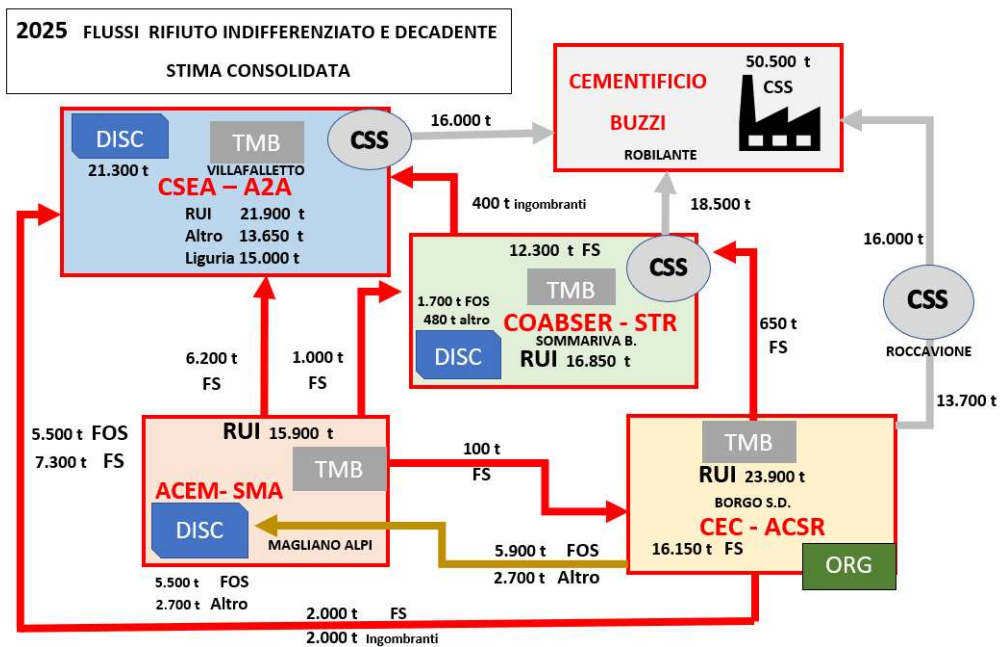 2025 FLUSSI RIFIUTO INDIFFERENZIATO E DECADENTE
STIMA CONSOLIDATA
50.500 t
CSS
CEMENTIFICIO
BUZZI
ROBILANTE
16.000 t
DISC
21.300 t
TMB
VILLAFALLETTO
CSS
CSEA – A2A
RUI 21.900 t
Altro 13.650 t
Liguria 15.000 t
400 t ingombranti
18.500 t
16.000 t
12.300 t FS
TMB
CSS
1.700 t FOS
480 t altro
COABSER - STR
SOMMARIVA B.
DISC
RUI 16.850 t
CSS
ROCCAVIONE
650 t
FS
6.200 t
FS
1.000 t
FS
13.700 t
5.500 t FOS
7.300 t FS
RUI 15.900 t
TMB
ACEM- SMA
DISC
MAGLIANO ALPI
100 t
FS
TMB
RUI 23.900 t
BORGO S.D.
CEC - ACSR
16.150 t FS
ORG
5.900 t FOS
2.700 t Altro
5.500 t FOS
2.700 t Altro
2.000 t FS
2.000 t Ingombranti